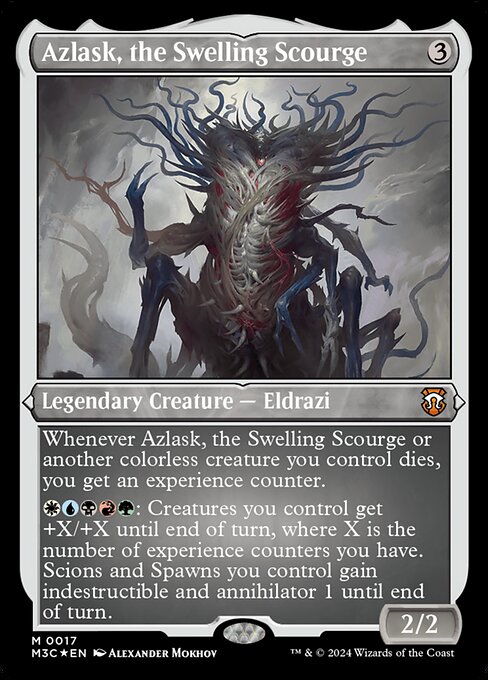 Azlask, the Swelling Scourge 3
Legendary Creature — Eldrazi
Whenever Azlask, the Swelling Scourge or
another colorless creature you control dies,
you get an experience counter.
: Creatures you control get
+X/+X until end of turn, where X is the
number of experience counters you have.
Scions and Spawns you control gain
indestructible and annihilator 1 until end
of turn.
2/2
M 0017
M3C★EN Alexander Mokhov
™ & © 2024 Wizards of the Coast